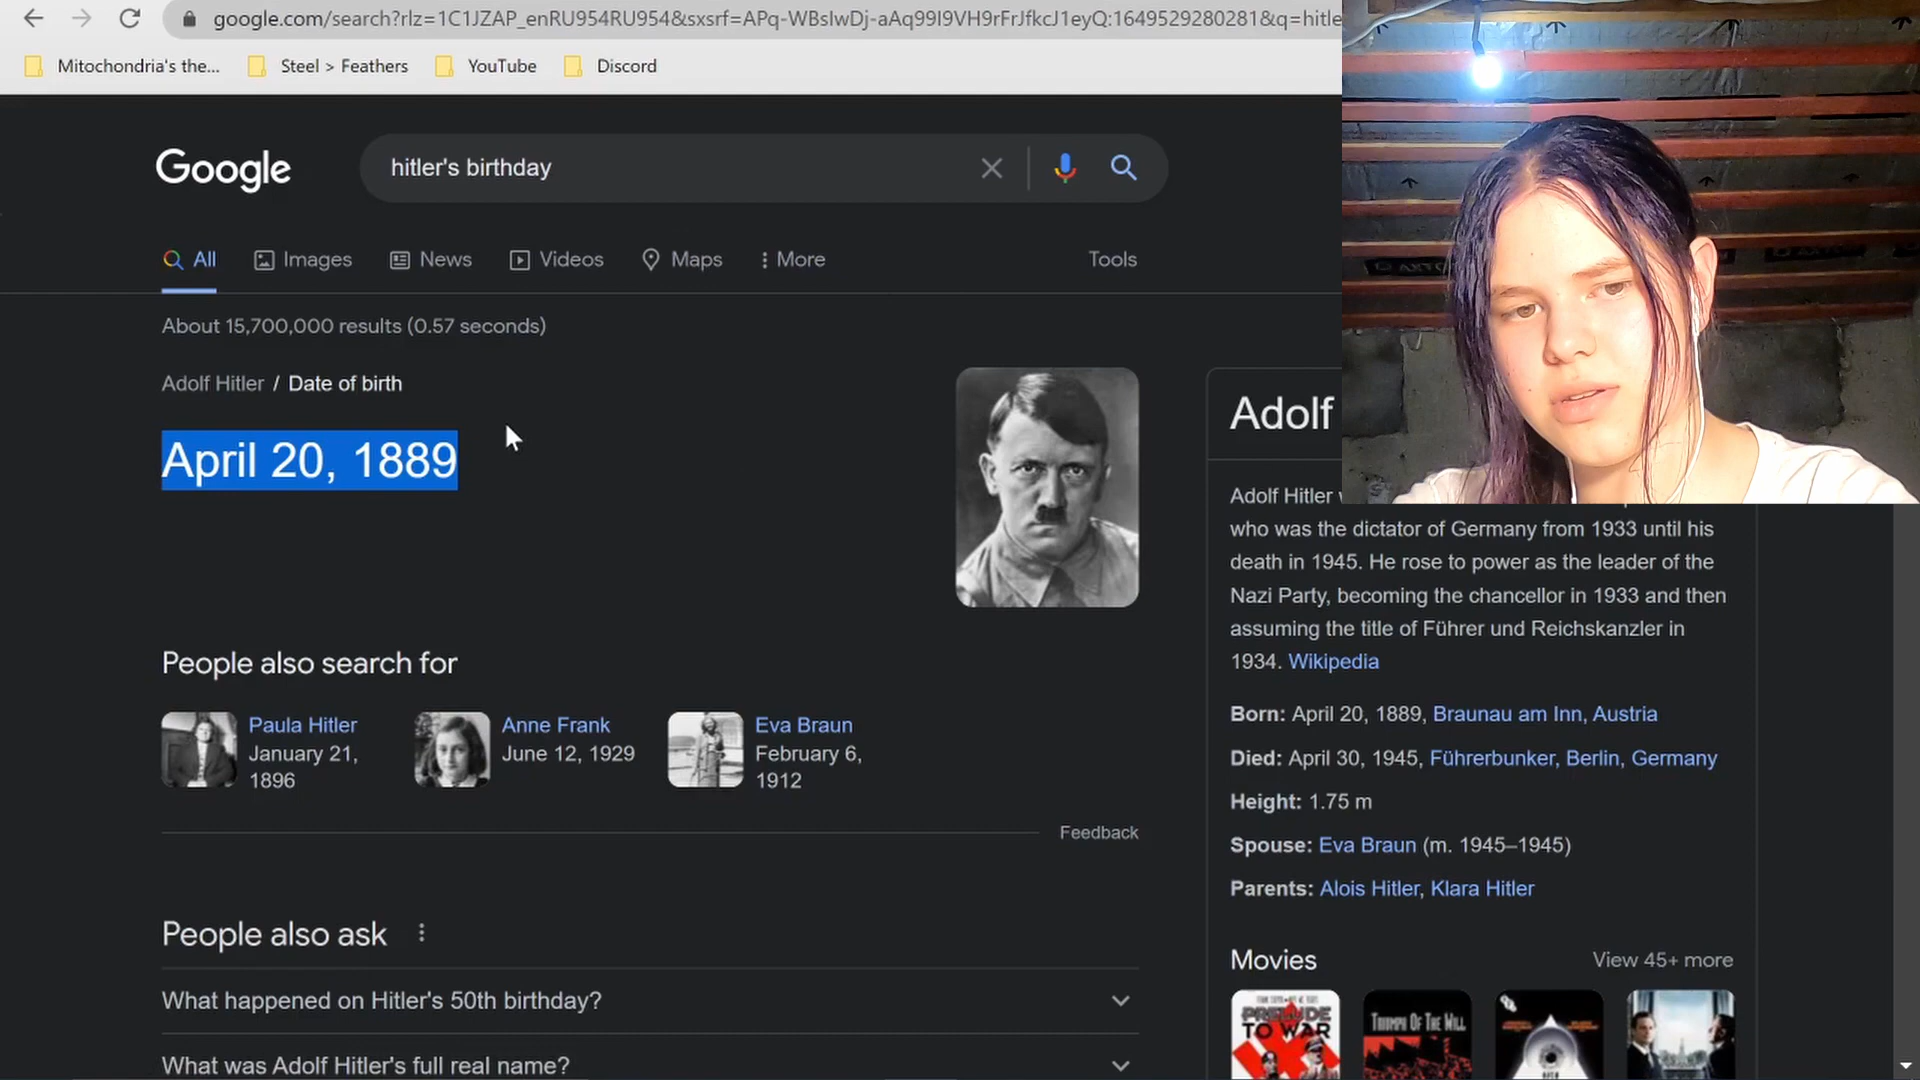 google.com/search?rlz=1C1JZAP_enRU954RU954&sxsrf=APq-WBslwDj-aAq99I9VH9rFrJfkcJ1eyQ:1649529280281&q=hitle
Mitochondria's the...
Steel > Feathers
YouTube
Discord
Google
hitler's birthday
All
Images
News
Videos
Maps
More
Tools
About 15,700,000 results (0.57 seconds)
Adolf Hitler / Date of birth
April 20, 1889
People also search for
Paula Hitler
January 21,
1896
Anne Frank
June 12, 1929
Eva Braun
February 6,
1912
Feedback
People also ask
What happened on Hitler's 50th birthday?
What was Adolf Hitler's full real name?
Adolf
Adolf Hitler
who was the dictator of Germany from 1933 until his
death in 1945. He rose to power as the leader of the
Nazi Party, becoming the chancellor in 1933 and then
assuming the title of Führer und Reichskanzler in
1934. Wikipedia
Born: April 20, 1889, Braunau am Inn, Austria
Died: April 30, 1945, Führerbunker, Berlin, Germany
Height: 1.75 m
Spouse: Eva Braun (m. 1945–1945)
Parents: Alois Hitler, Klara Hitler
Movies
View 45+ more
PRELUDE
TO WAR
TRIUMPH OF THE WILL